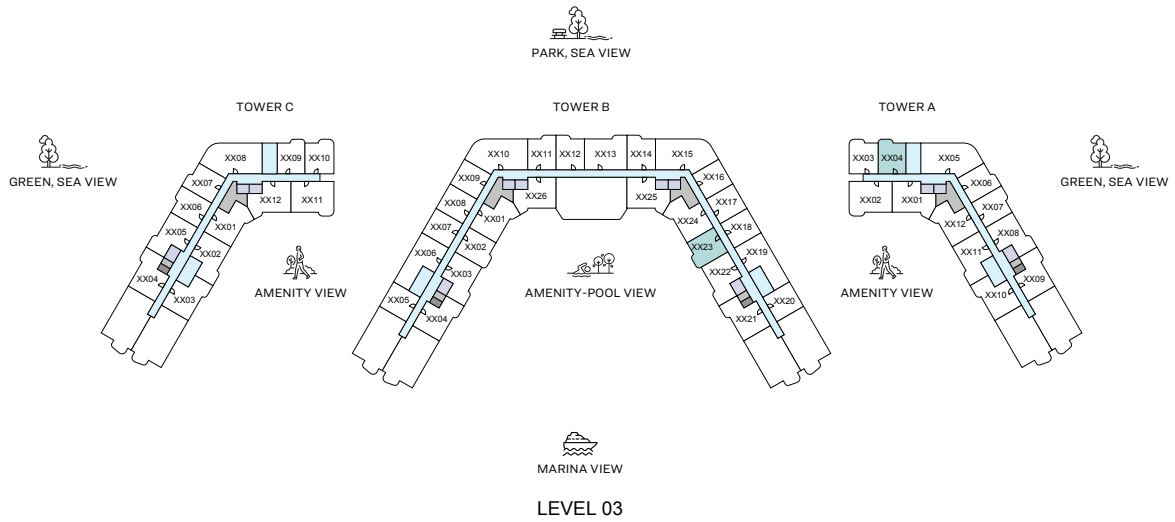 PARK, SEA VIEW
TOWER C
TOWER B
TOWER A
GREEN, SEA VIEW
GREEN, SEA VIEW
XX08
XX09
XX10
XX07
XX06
XX05
XX04
XX03
XX02
XX01
XX12
XX11
XX10
XX11
XX12
XX13
XX14
XX15
XX09
XX08
XX07
XX06
XX05
XX04
XX03
XX02
XX01
XX26
XX25
XX16
XX17
XX18
XX19
XX20
XX21
XX22
XX23
XX24
XX03
XX04
XX05
XX02
XX01
XX06
XX07
XX08
XX09
XX10
XX11
XX12
AMENITY VIEW
AMENITY-POOL VIEW
AMENITY VIEW
MARINA VIEW
LEVEL 03